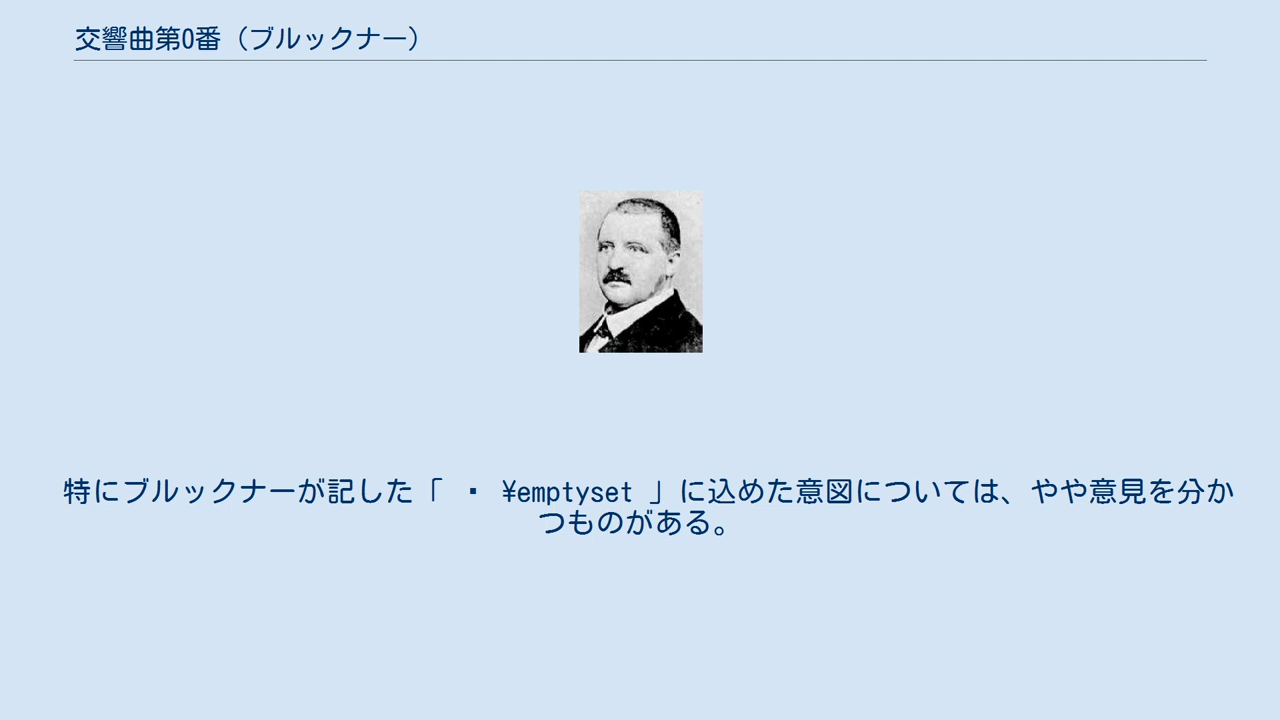 交響曲第0番（ブルックナー）
特にブルックナーが記した「 ▪ ¥emptyset 」に込めた意図については、やや意見を分か
つものがある。